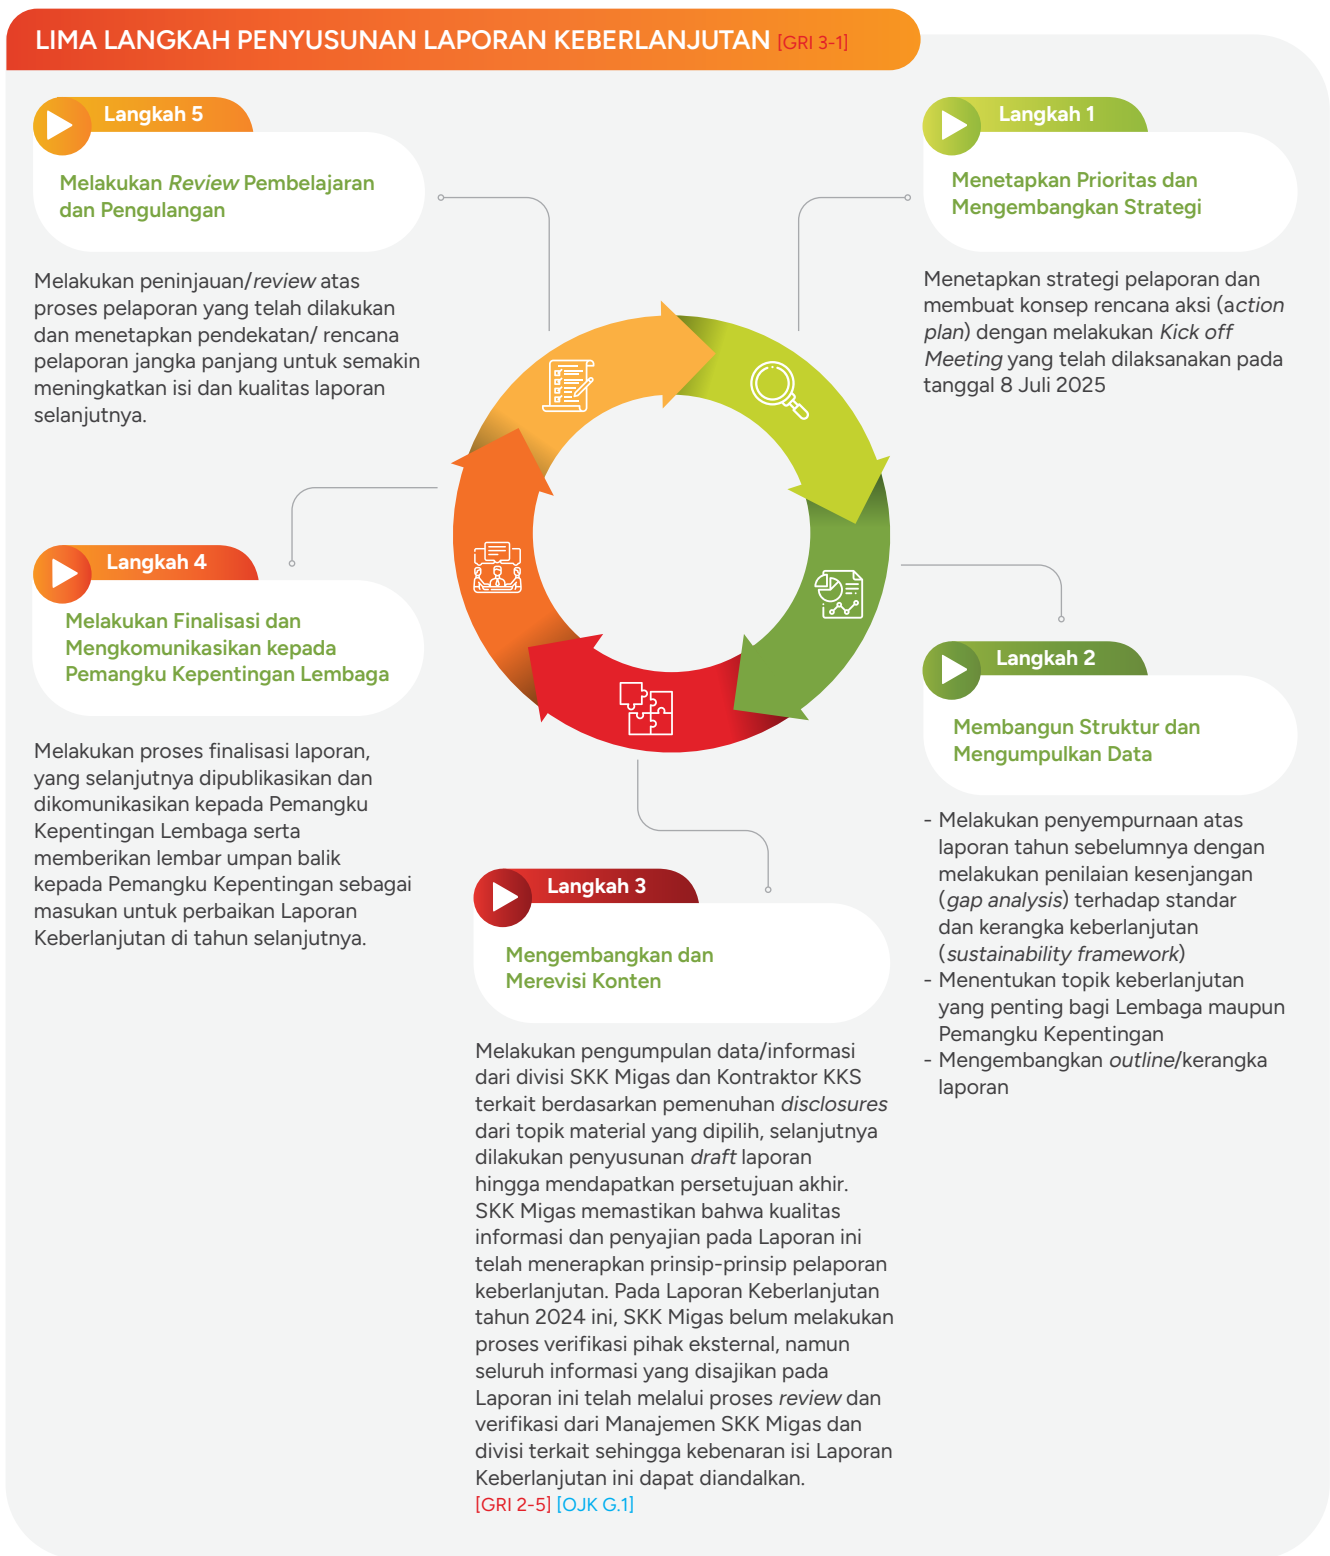 LIMA LANGKAH PENYUSUNAN LAPORAN KEBERLANJUTAN [GRI 3-1]
Langkah 1
Menetapkan Prioritas dan
Mengembangkan Strategi
Menetapkan strategi pelaporan dan
membuat konsep rencana aksi (action
plan) dengan melakukan Kick off
Meeting yang telah dilaksanakan pada
tanggal 8 Juli 2025
Langkah 2
Membangun Struktur dan
Mengumpulkan Data
- Melakukan penyempurnaan atas
laporan tahun sebelumnya dengan
melakukan penilaian kesenjangan
(gap analysis) terhadap standar
dan kerangka keberlanjutan
(sustainability framework)
- Menentukan topik keberlanjutan
yang penting bagi Lembaga maupun
Pemangku Kepentingan
- Mengembangkan outline/kerangka
laporan
Langkah 3
Mengembangkan dan
Merevisi Konten
Melakukan pengumpulan data/informasi
dari divisi SKK Migas dan Kontraktor KKS
terkait berdasarkan pemenuhan disclosures
dari topik material yang dipilih, selanjutnya
dilakukan penyusunan draft laporan
hingga mendapatkan persetujuan akhir.
SKK Migas memastikan bahwa kualitas
informasi dan penyajian pada Laporan ini
telah menerapkan prinsip-prinsip pelaporan
keberlanjutan. Pada Laporan Keberlanjutan
tahun 2024 ini, SKK Migas belum melakukan
proses verifikasi pihak eksternal, namun
seluruh informasi yang disajikan pada
Laporan ini telah melalui proses review dan
verifikasi dari Manajemen SKK Migas dan
divisi terkait sehingga kebenaran isi Laporan
Keberlanjutan ini dapat diandalkan.
[GRI 2-5] [OJK G.1]
Langkah 4
Melakukan Finalisasi dan
Mengkomunikasikan kepada
Pemangku Kepentingan Lembaga
Melakukan proses finalisasi laporan,
yang selanjutnya dipublikasikan dan
dikomunikasikan kepada Pemangku
Kepentingan Lembaga serta
memberikan lembar umpan balik
kepada Pemangku Kepentingan sebagai
masukan untuk perbaikan Laporan
Keberlanjutan di tahun selanjutnya.
Langkah 5
Melakukan Review Pembelajaran
dan Pengulangan
Melakukan peninjauan/review atas
proses pelaporan yang telah dilakukan
dan menetapkan pendekatan/ rencana
pelaporan jangka panjang untuk semakin
meningkatkan isi dan kualitas laporan
selanjutnya.